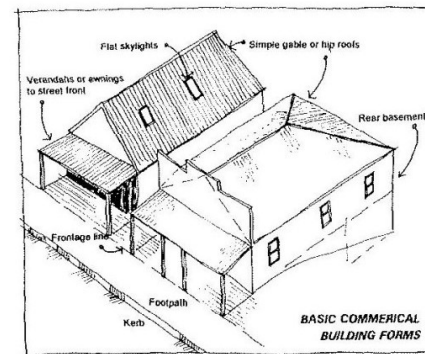 Flat skylights
Simple gable or hip roofs
Verandahs or awnings
to street front
Rear basement
Frontage line
Footpath
Kerb
BASIC COMMERICAL
BUILDING FORMS